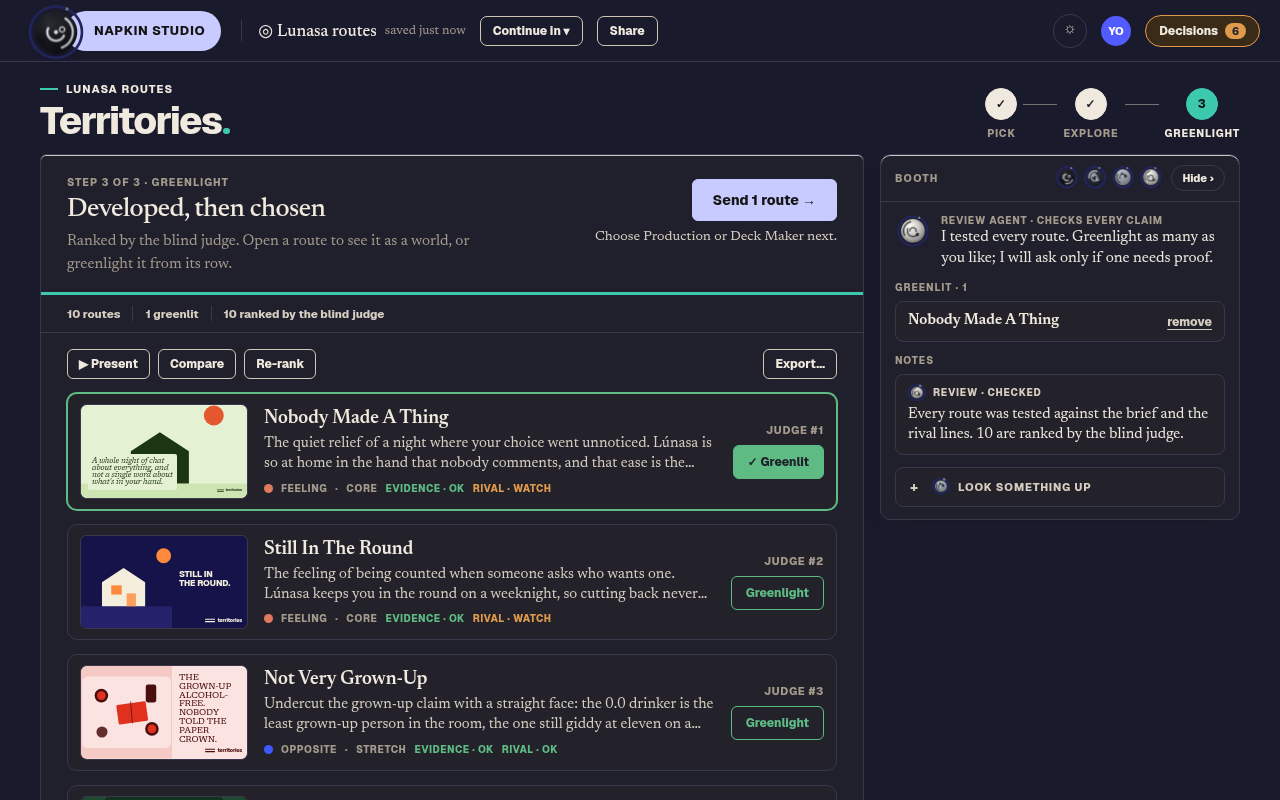 NAPKIN STUDIO
◎ Lunasa routes saved just now
Continue in ▾
Share
YO
Decisions 6
LUNASA ROUTES
Territories.
✓ ✓ 3
PICK EXPLORE GREENLIGHT
STEP 3 OF 3 · GREENLIGHT
Developed, then chosen
Ranked by the blind judge. Open a route to see it as a world, or
greenlight it from its row.
Send 1 route →
Choose Production or Deck Maker next.
10 routes 1 greenlit 10 ranked by the blind judge
▶ Present Compare Re-rank Export...
A whole night of chat
about everything, and
not a single word about
what's in your hand.
territories
Nobody Made A Thing
The quiet relief of a night where your choice went unnoticed. Lúnasa is
so at home in the hand that nobody comments, and that ease is the...
FEELING · CORE EVIDENCE · OK RIVAL · WATCH
JUDGE #1
✓ Greenlit
STILL IN
THE ROUND.
territories
Still In The Round
The feeling of being counted when someone asks who wants one.
Lúnasa keeps you in the round on a weeknight, so cutting back never...
FEELING · CORE EVIDENCE · OK RIVAL · WATCH
JUDGE #2
Greenlight
THE
GROWN-UP
ALCOHOL-
FREE.
NOBODY
TOLD THE
PAPER
CROWN.
territories
Not Very Grown-Up
Undercut the grown-up claim with a straight face: the 0.0 drinker is the
least grown-up person in the room, the one still giddy at eleven on a...
OPPOSITE · STRETCH EVIDENCE · OK RIVAL · OK
JUDGE #3
Greenlight
BOOTH
Hide ›
REVIEW AGENT · CHECKS EVERY CLAIM
I tested every route. Greenlight as many as
you like; I will ask only if one needs proof.
GREENLIT · 1
Nobody Made A Thing remove
NOTES
REVIEW · CHECKED
Every route was tested against the brief and the
rival lines. 10 are ranked by the blind judge.
+ LOOK SOMETHING UP